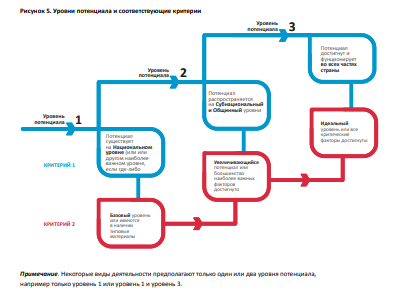 Рисунок 5. Уровни потенциала и соответствующие критерии
Уровень
потенциала 3
Потенциал
достигнут и
функционирует
во всех частях
страны
Уровень
потенциала 2
Потенциал
распространяется
на Субнациональный
и Общинный уровни
Уровень
потенциала 1
Потенциал
существует
на Национальном
уровне (или или
другом наиболее
важном уровне,
если где-либо
КРИТЕРИЙ 1
Идеальный
уровень или все
критические
факторы достигнуты
Увеличивающийся
потенциал или
большинство
наиболее важных
факторов
достигнуто
Базовый уровень
или имеются
в наличии
типовые
материалы
КРИТЕРИЙ 2
Примечание. Некоторые виды деятельности предполагают только один или два уровня потенциала,
например только уровень 1 или уровень 1 и уровень 3.